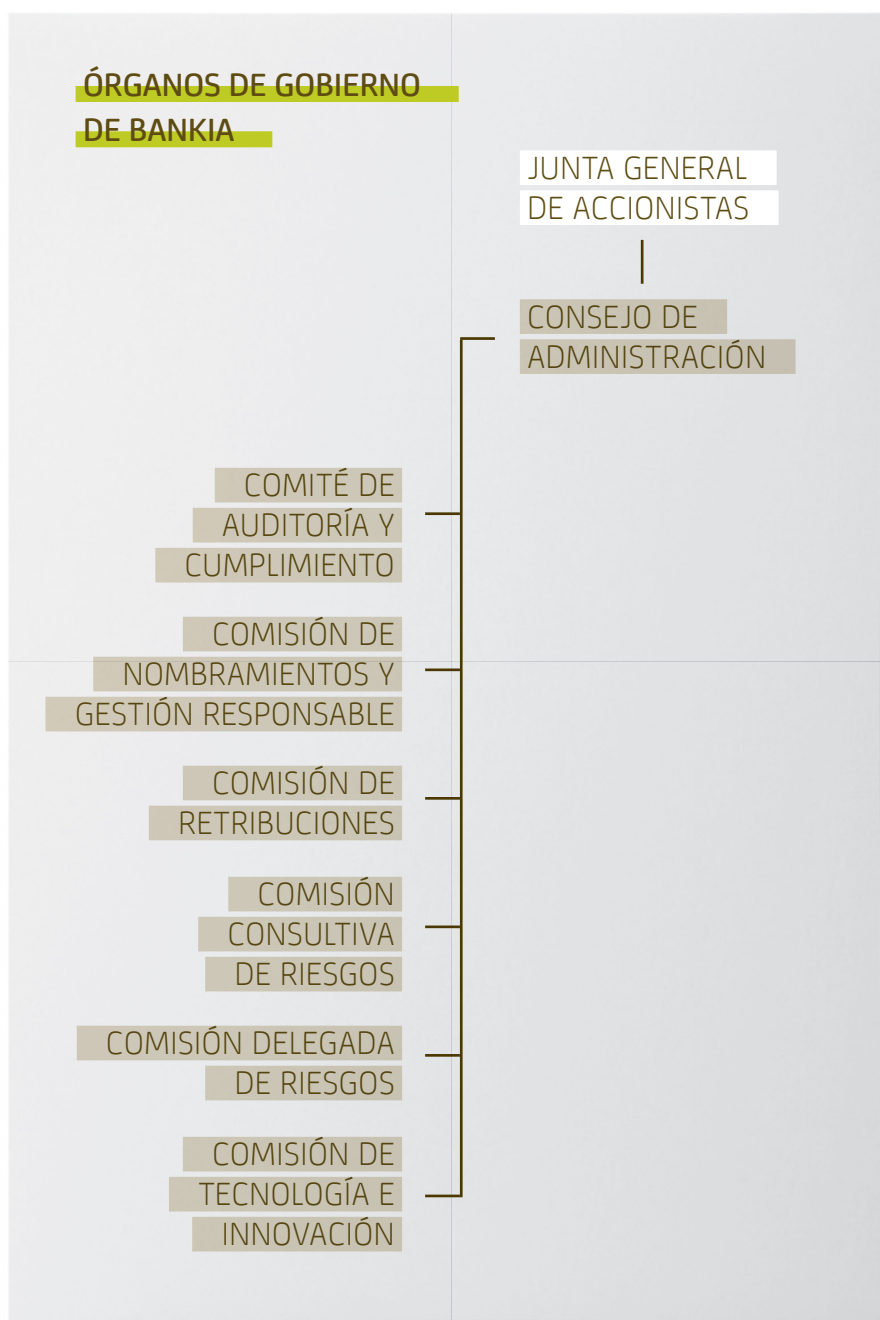 ÓRGANOS DE GOBIERNO
DE BANKIA
JUNTA GENERAL
DE ACCIONISTAS
CONSEJO DE
ADMINISTRACIÓN
COMITÉ DE
AUDITORÍA Y
CUMPLIMIENTO
COMISIÓN DE
NOMBRAMIENTOS Y
GESTIÓN RESPONSABLE
COMISIÓN DE
RETRIBUCIONES
COMISIÓN
CONSULTIVA
DE RIESGOS
COMISIÓN DELEGADA
DE RIESGOS
COMISIÓN DE
TECNOLOGÍA E
INNOVACIÓN